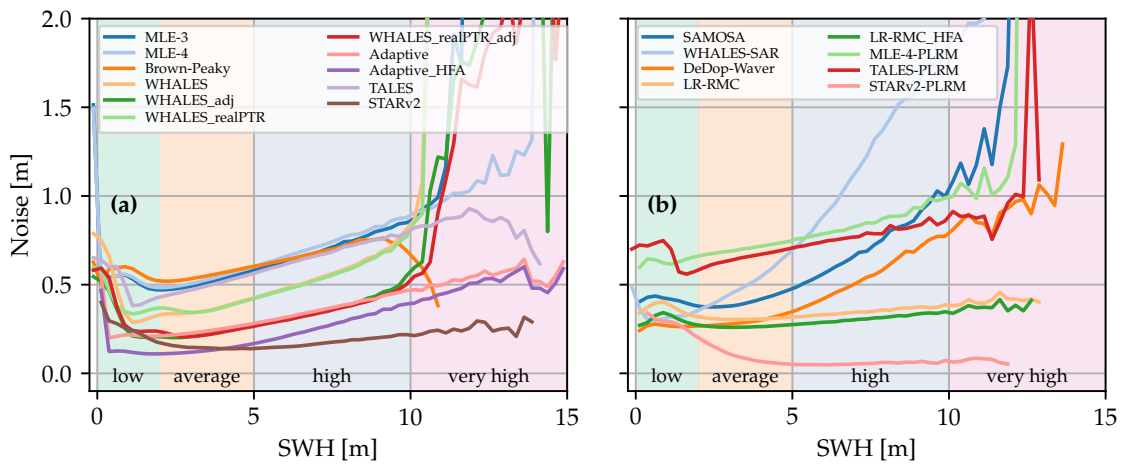 2.0
1.5
1.0
0.5
0.0
Noise [m]
MLE-3
MLE-4
Brown-Peaky
WHALES
WHALES_adj
WHALES_realPTR
WHALES_realPTR_adj
Adaptive
Adaptive_HFA
TALES
STARv2
(a)
low
average
high
very high
0
5
10
15
SWH [m]
SAMOSA
WHALES-SAR
DeDop-Waver
LR-RMC
LR-RMC_HFA
MLE-4-PLRM
TALES-PLRM
STARv2-PLRM
(b)
low
average
high
very high
0
5
10
15
SWH [m]